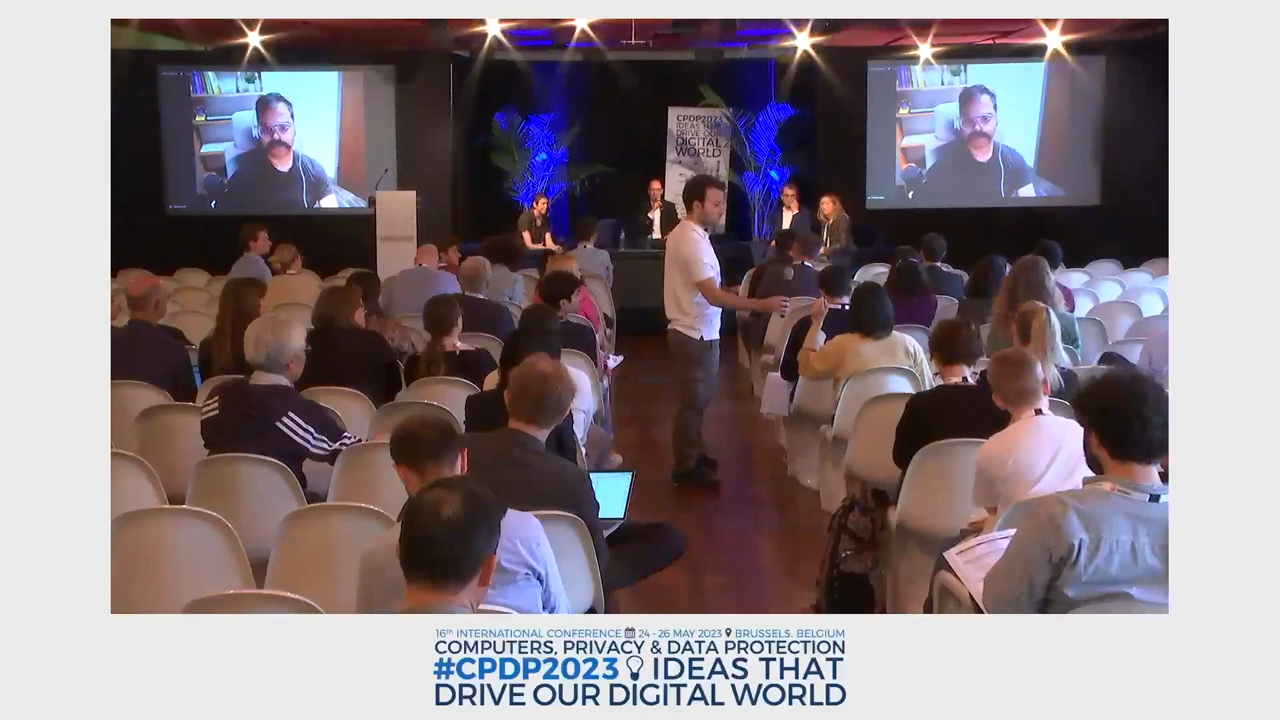 CPDP2023
IDEAS THAT
DRIVE OUR
DIGITAL
WORLD
16th INTERNATIONAL CONFERENCE 24 - 26 MAY 2023 BRUSSELS, BELGIUM
COMPUTERS, PRIVACY & DATA PROTECTION
#CPDP2023 IDEAS THAT
DRIVE OUR DIGITAL WORLD